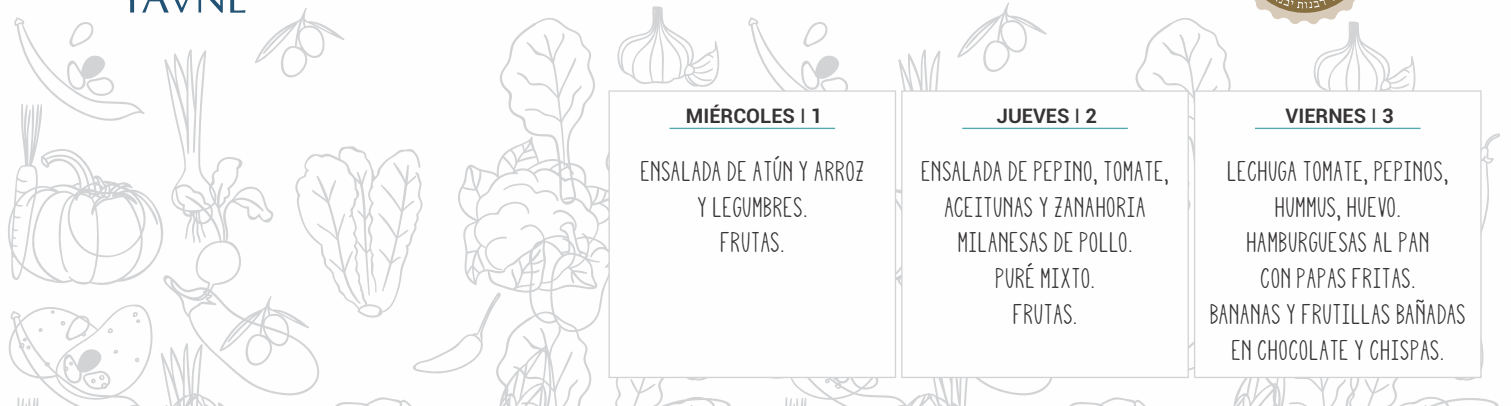 YAVNE
MIÉRCOLES | 1
ENSALADA DE ATÚN Y ARROZ
Y LEGUMBRES.
FRUTAS.
JUEVES | 2
ENSALADA DE PEPINO, TOMATE,
ACEITUNAS Y ZANAHORIA
MILANESAS DE POLLO.
PURÉ MIXTO.
FRUTAS.
VIERNES | 3
LECHUGA TOMATE, PEPINOS,
HUMMUS, HUEVO.
HAMBURGUESAS AL PAN
CON PAPAS FRITAS.
BANANAS Y FRUTILLAS BAÑADAS
EN CHOCOLATE Y CHISPAS.